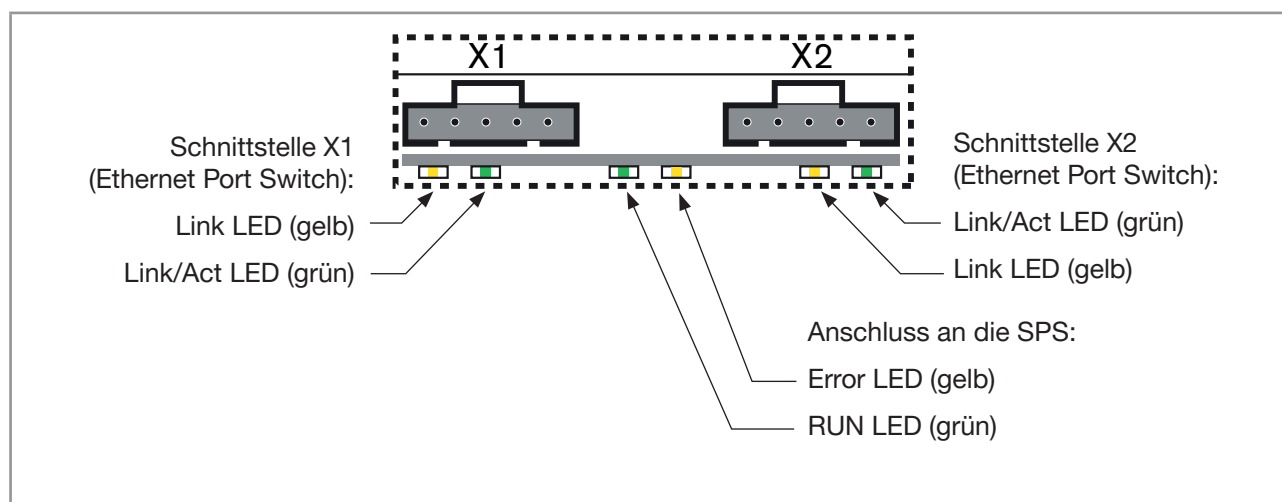 X1
X2
Schnittstelle X1
(Ethernet Port Switch):
Link LED (gelb)
Link/Act LED (grün)
Schnittstelle X2
(Ethernet Port Switch):
Link/Act LED (grün)
Link LED (gelb)
Anschluss an die SPS:
Error LED (gelb)
RUN LED (grün)